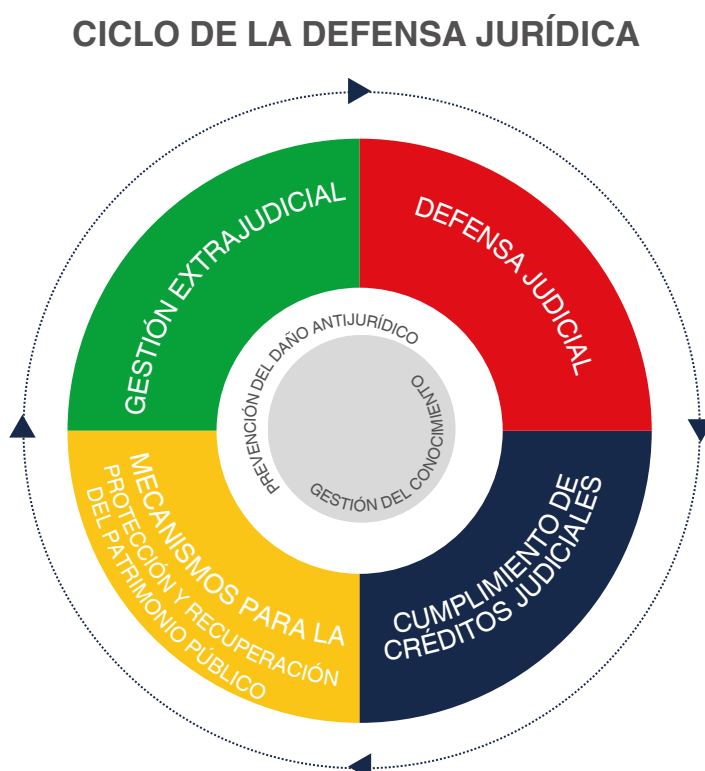 CICLO DE LA DEFENSA JURÍDICA
GESTIÓN EXTRAJUDICIAL
DEFENSA JUDICIAL
PREVENCIÓN DEL DAÑO ANTIJURÍDICO
GESTIÓN DEL CONOCIMIENTO
MECANISMOS PARA LA
PROTECCIÓN Y RECUPERACIÓN
DEL PATRIMONIO PÚBLICO
CUMPLIMIENTO DE
CRÉDITOS JUDICIALES